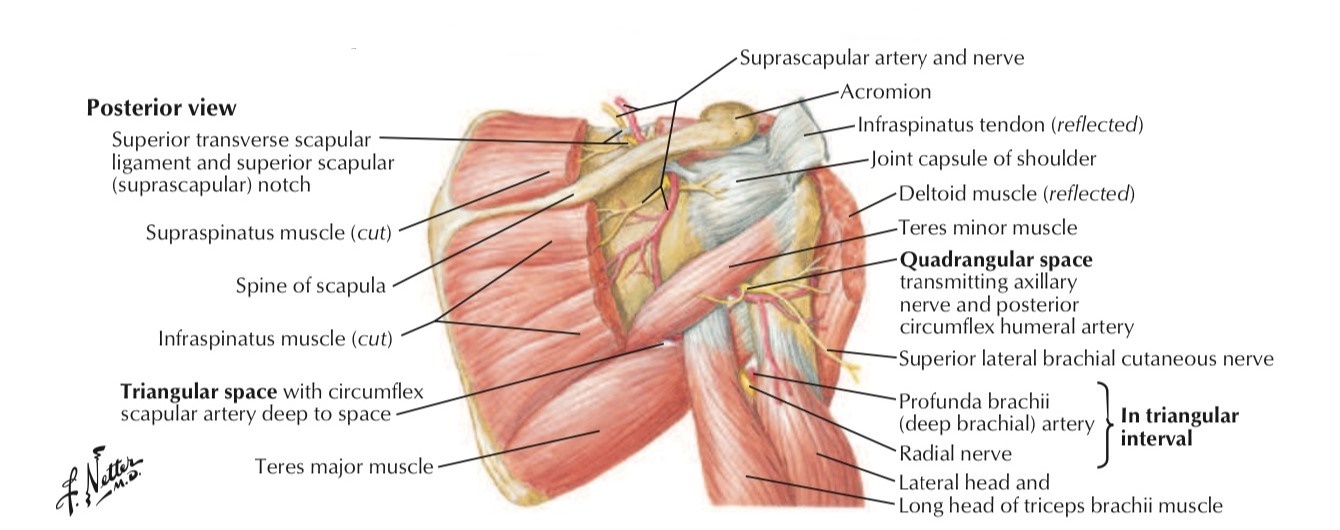 Posterior view
Superior transverse scapular
ligament and superior scapular
(suprascapular) notch
Supraspinatus muscle (cut)
Spine of scapula
Infraspinatus muscle (cut)
Triangular space with circumflex
scapular artery deep to space
Teres major muscle
Suprascapular artery and nerve
Acromion
Infraspinatus tendon (reflected)
Joint capsule of shoulder
Deltoid muscle (reflected)
Teres minor muscle
Quadrangular space
transmitting axillary
nerve and posterior
circumflex humeral artery
Superior lateral brachial cutaneous nerve
Profunda brachii
(deep brachial) artery
Radial nerve
In triangular
interval
Lateral head and
Long head of triceps brachii muscle
F. Netter
M.D.